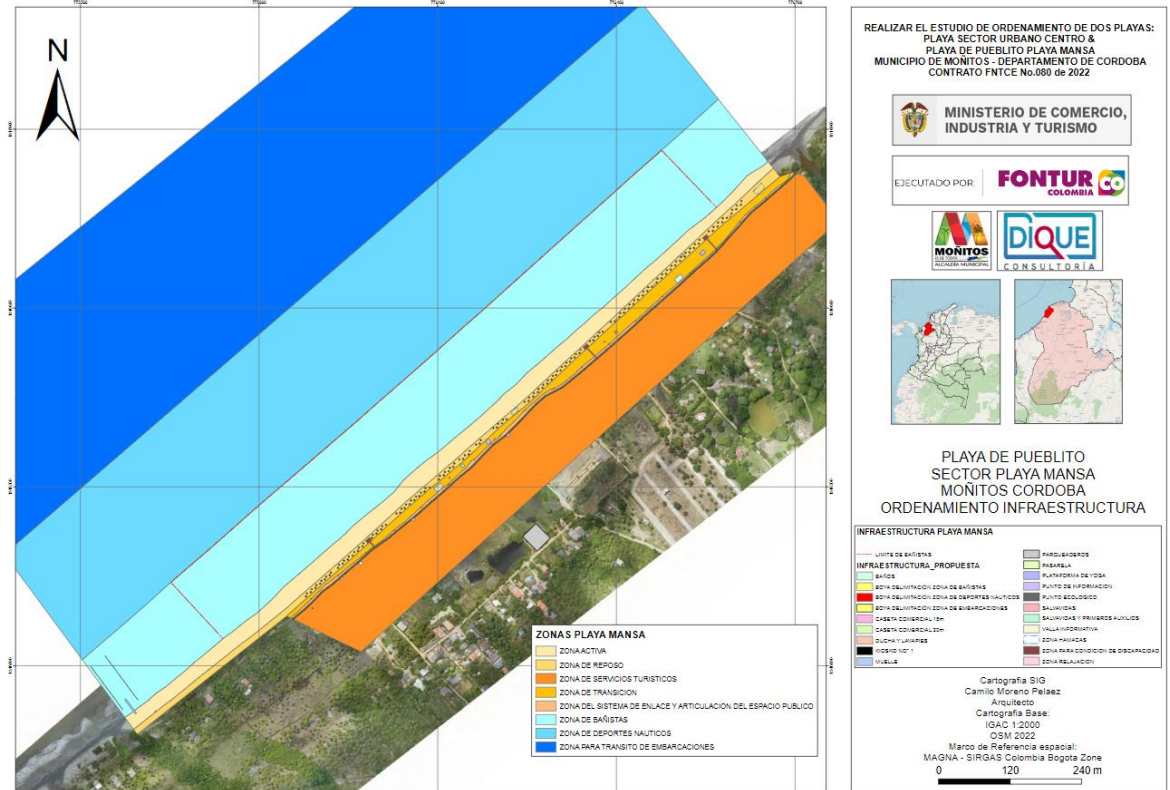 N
REALIZAR EL ESTUDIO DE ORDENAMIENTO DE DOS PLAYAS:
PLAYA SECTOR URBANO CENTRO &
PLAYA DE PUEBLITO PLAYA MANSA
MUNICIPIO DE MOÑITOS - DEPARTAMENTO DE CORDOBA
CONTRATO FNTCE No.080 de 2022
MINISTERIO DE COMERCIO,
INDUSTRIA Y TURISMO
EJECUTADO POR:
FONTUR
COLOMBIA
CO
MOÑITOS
ALCALDÍA MUNICIPAL
DIQUE
CONSULTORÍA
PLAYA DE PUEBLITO
SECTOR PLAYA MANSA
MOÑITOS CORDOBA
ORDENAMIENTO INFRAESTRUCTURA
INFRAESTRUCTURA PLAYA MANSA
LIMITE DE BAÑISTAS
INFRAESTRUCTURA_PROPUESTA
BAÑOS
BOYA DELIMITACIÓN ZONA DE BAÑISTAS
BOYA DELIMITACIÓN ZONA DE DEPORTES NAUTICOS
BOYA DELIMITACIÓN ZONA DE EMBARCACIONES
CASETA COMERCIAL 15m
CASETA COMERCIAL 20m
DUCHA Y LAVAPIES
KIOSKO NO° 1
MUELLE
PARQUEADEROS
PASARELA
PLATAFORMA DE YOGA
PUNTO DE INFORMACION
PUNTO ECOLOGICO
SALVAVIDAS
SALVAVIDAS Y PRIMEROS AUXILIOS
VALLA INFORMATIVA
ZONA HAMACAS
ZONA PARA CONDICION DE DISCAPACIDAD
ZONA RELAJACION
ZONAS PLAYA MANSA
ZONA ACTIVA
ZONA DE REPOSO
ZONA DE SERVICIOS TURISTICOS
ZONA DE TRANSICION
ZONA DEL SISTEMA DE ENLACE Y ARTICULACION DEL ESPACIO PUBLICO
ZONA DE BAÑISTAS
ZONA DE DEPORTES NAUTICOS
ZONA PARA TRANSITO DE EMBARCACIONES
Cartografia SIG
Camilo Moreno Pelaez
Arquitecto
Cartografia Base:
IGAC 1:2000
OSM 2022
Marco de Referencia espacial:
MAGNA - SIRGAS Colombia Bogota Zone
0 120 240 m